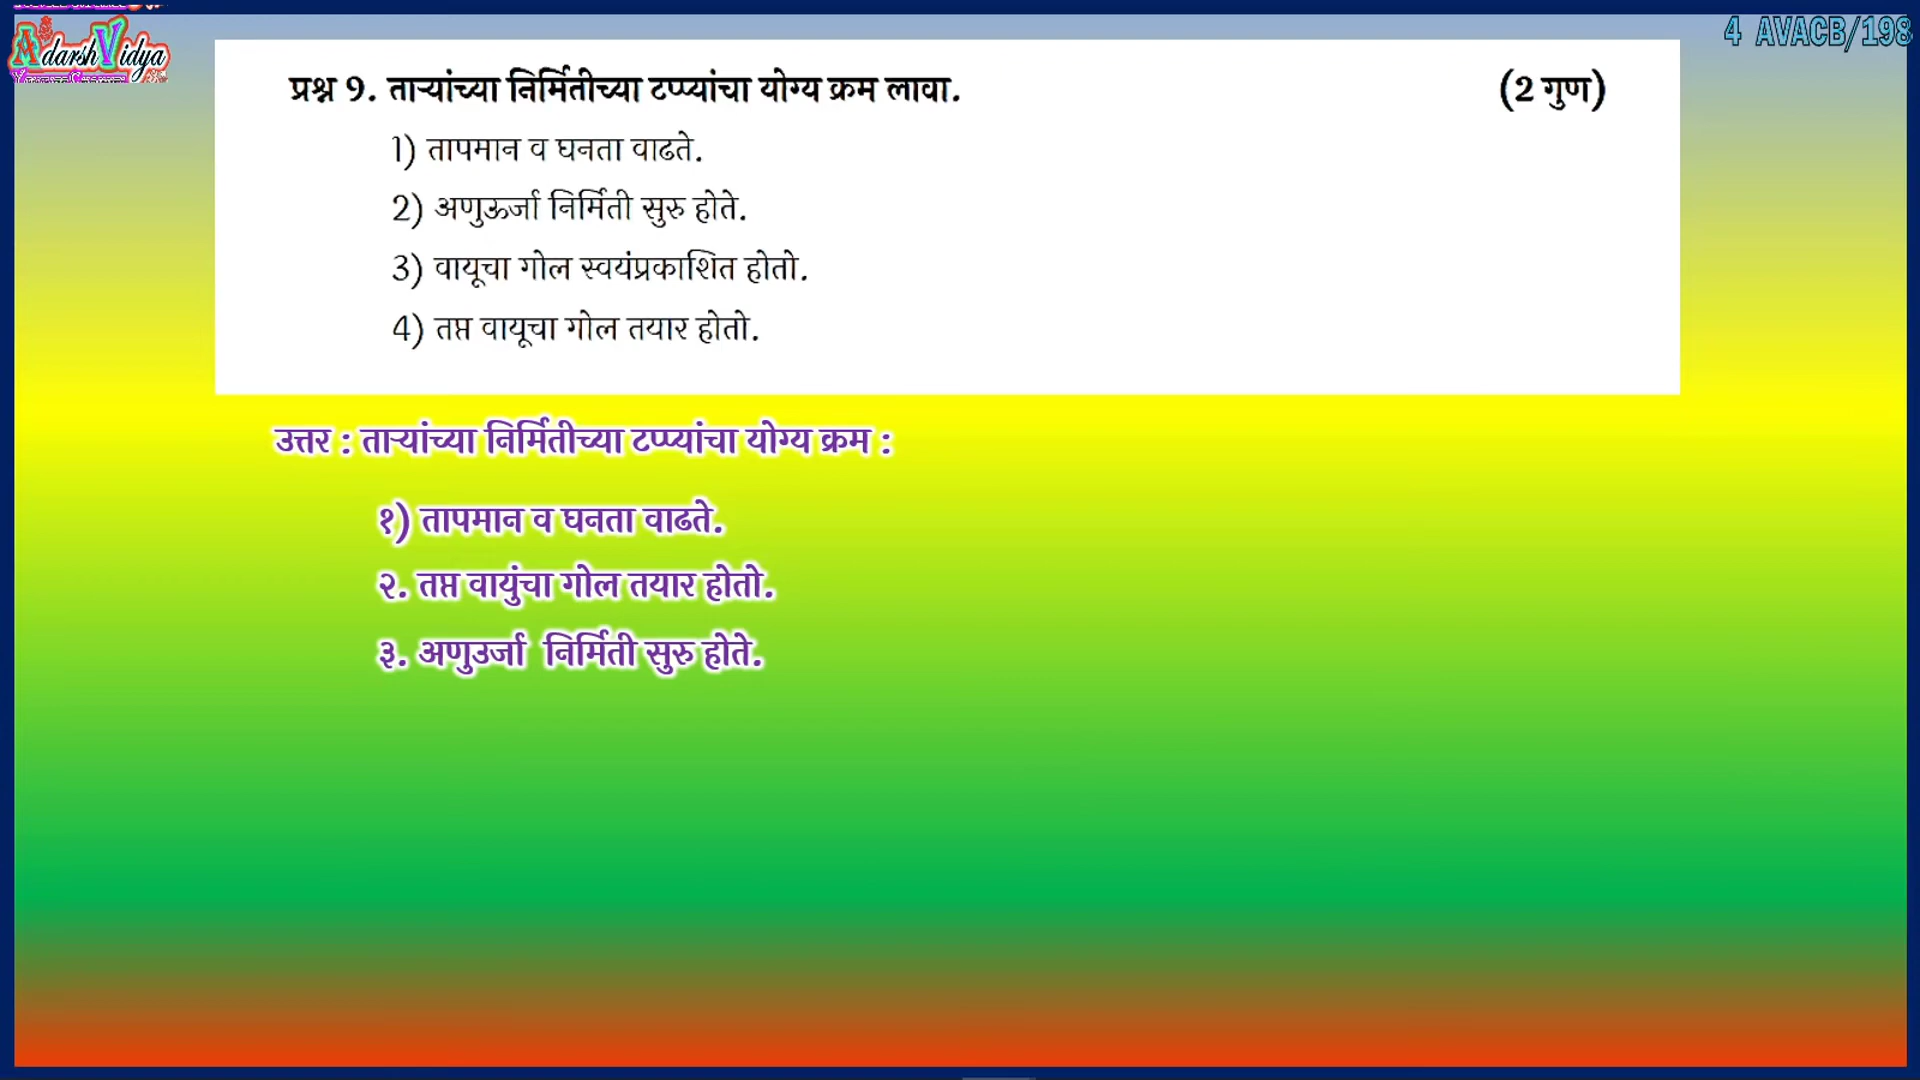 AdarshVidya
4 AVACB/198
प्रश्न 9. ताऱ्यांच्या निर्मितीच्या टप्प्यांचा योग्य क्रम लावा. (2 गुण)
1) तापमान व घनता वाढते.
2) अणुऊर्जा निर्मिती सुरु होते.
3) वायूचा गोल स्वयंप्रकाशित होतो.
4) तप्त वायूचा गोल तयार होतो.
उत्तर : ताऱ्यांच्या निर्मितीच्या टप्प्यांचा योग्य क्रम :
१) तापमान व घनता वाढते.
२. तप्त वायुंचा गोल तयार होतो.
३. अणुउर्जा निर्मिती सुरु होते.